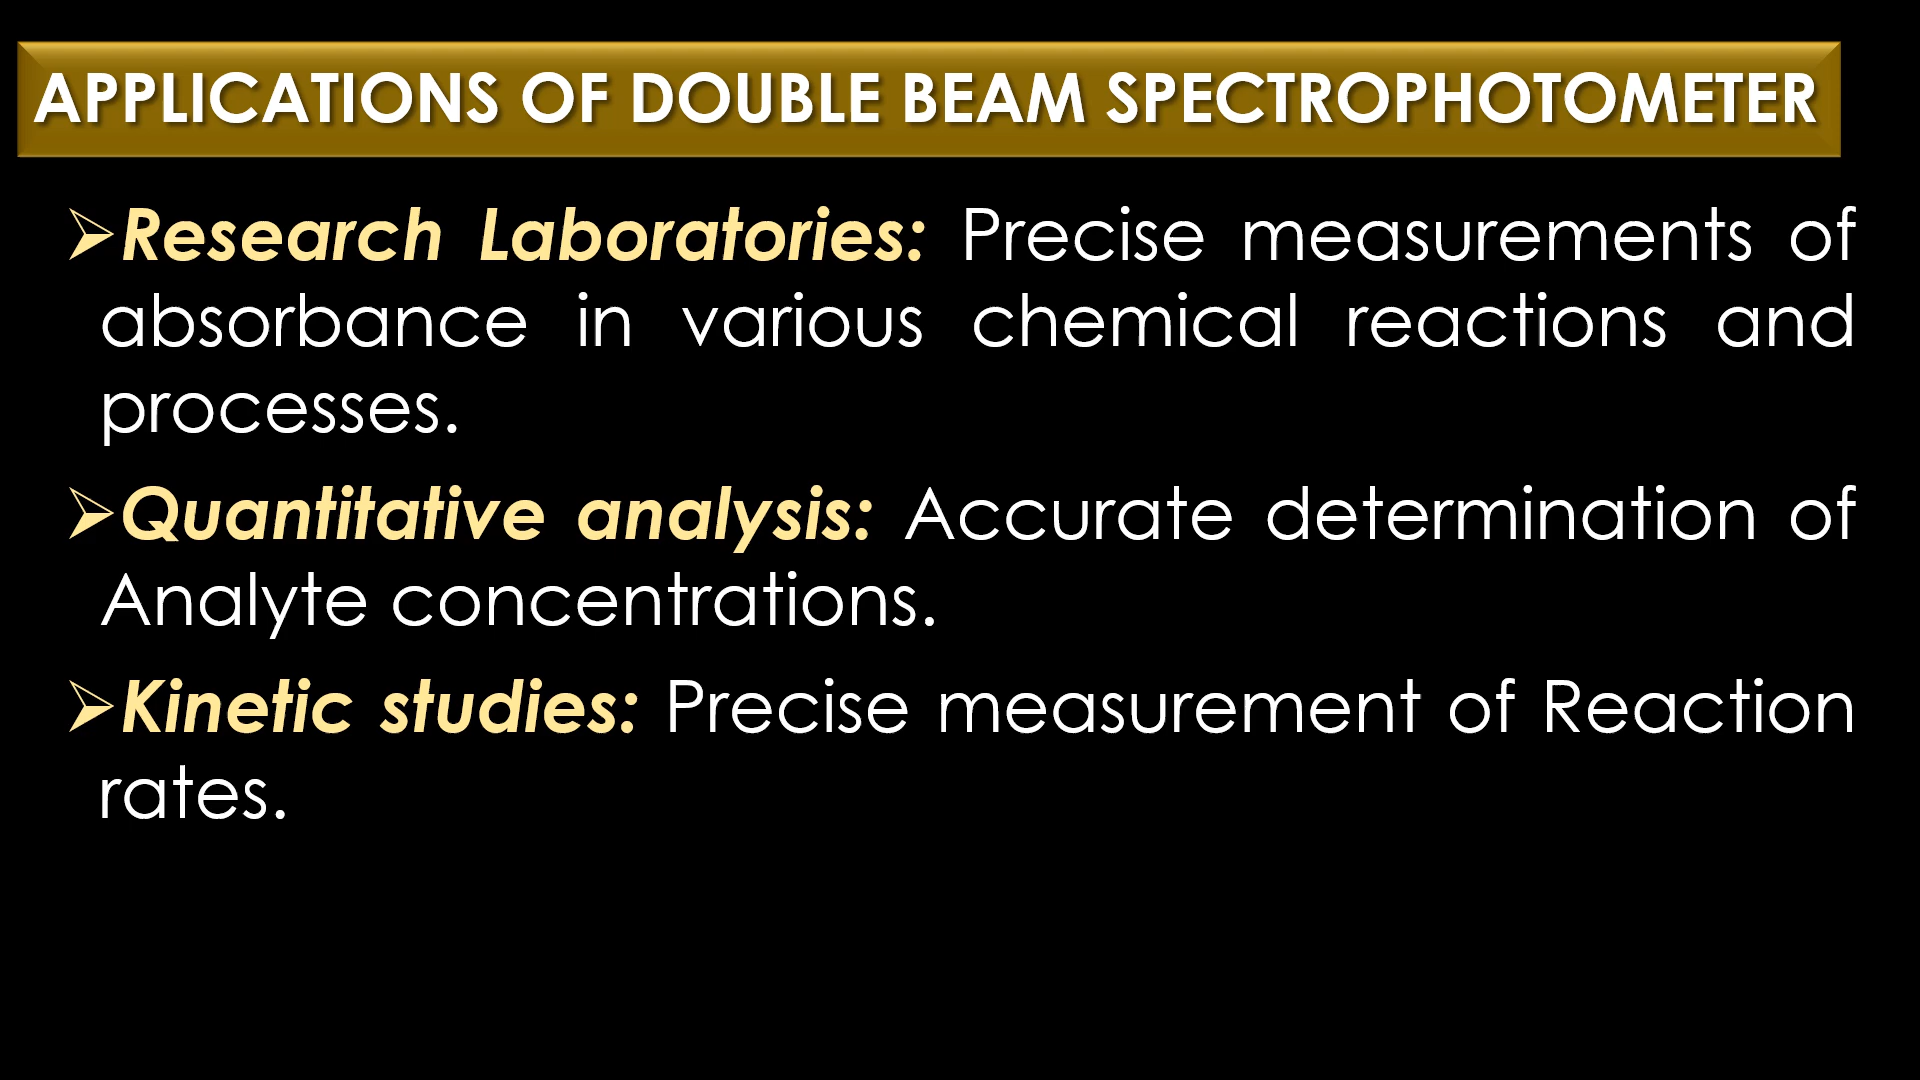 APPLICATIONS OF DOUBLE BEAM SPECTROPHOTOMETER
➢Research Laboratories: Precise measurements of
absorbance in various chemical reactions and
processes.
➢Quantitative analysis: Accurate determination of
Analyte concentrations.
➢Kinetic studies: Precise measurement of Reaction
rates.